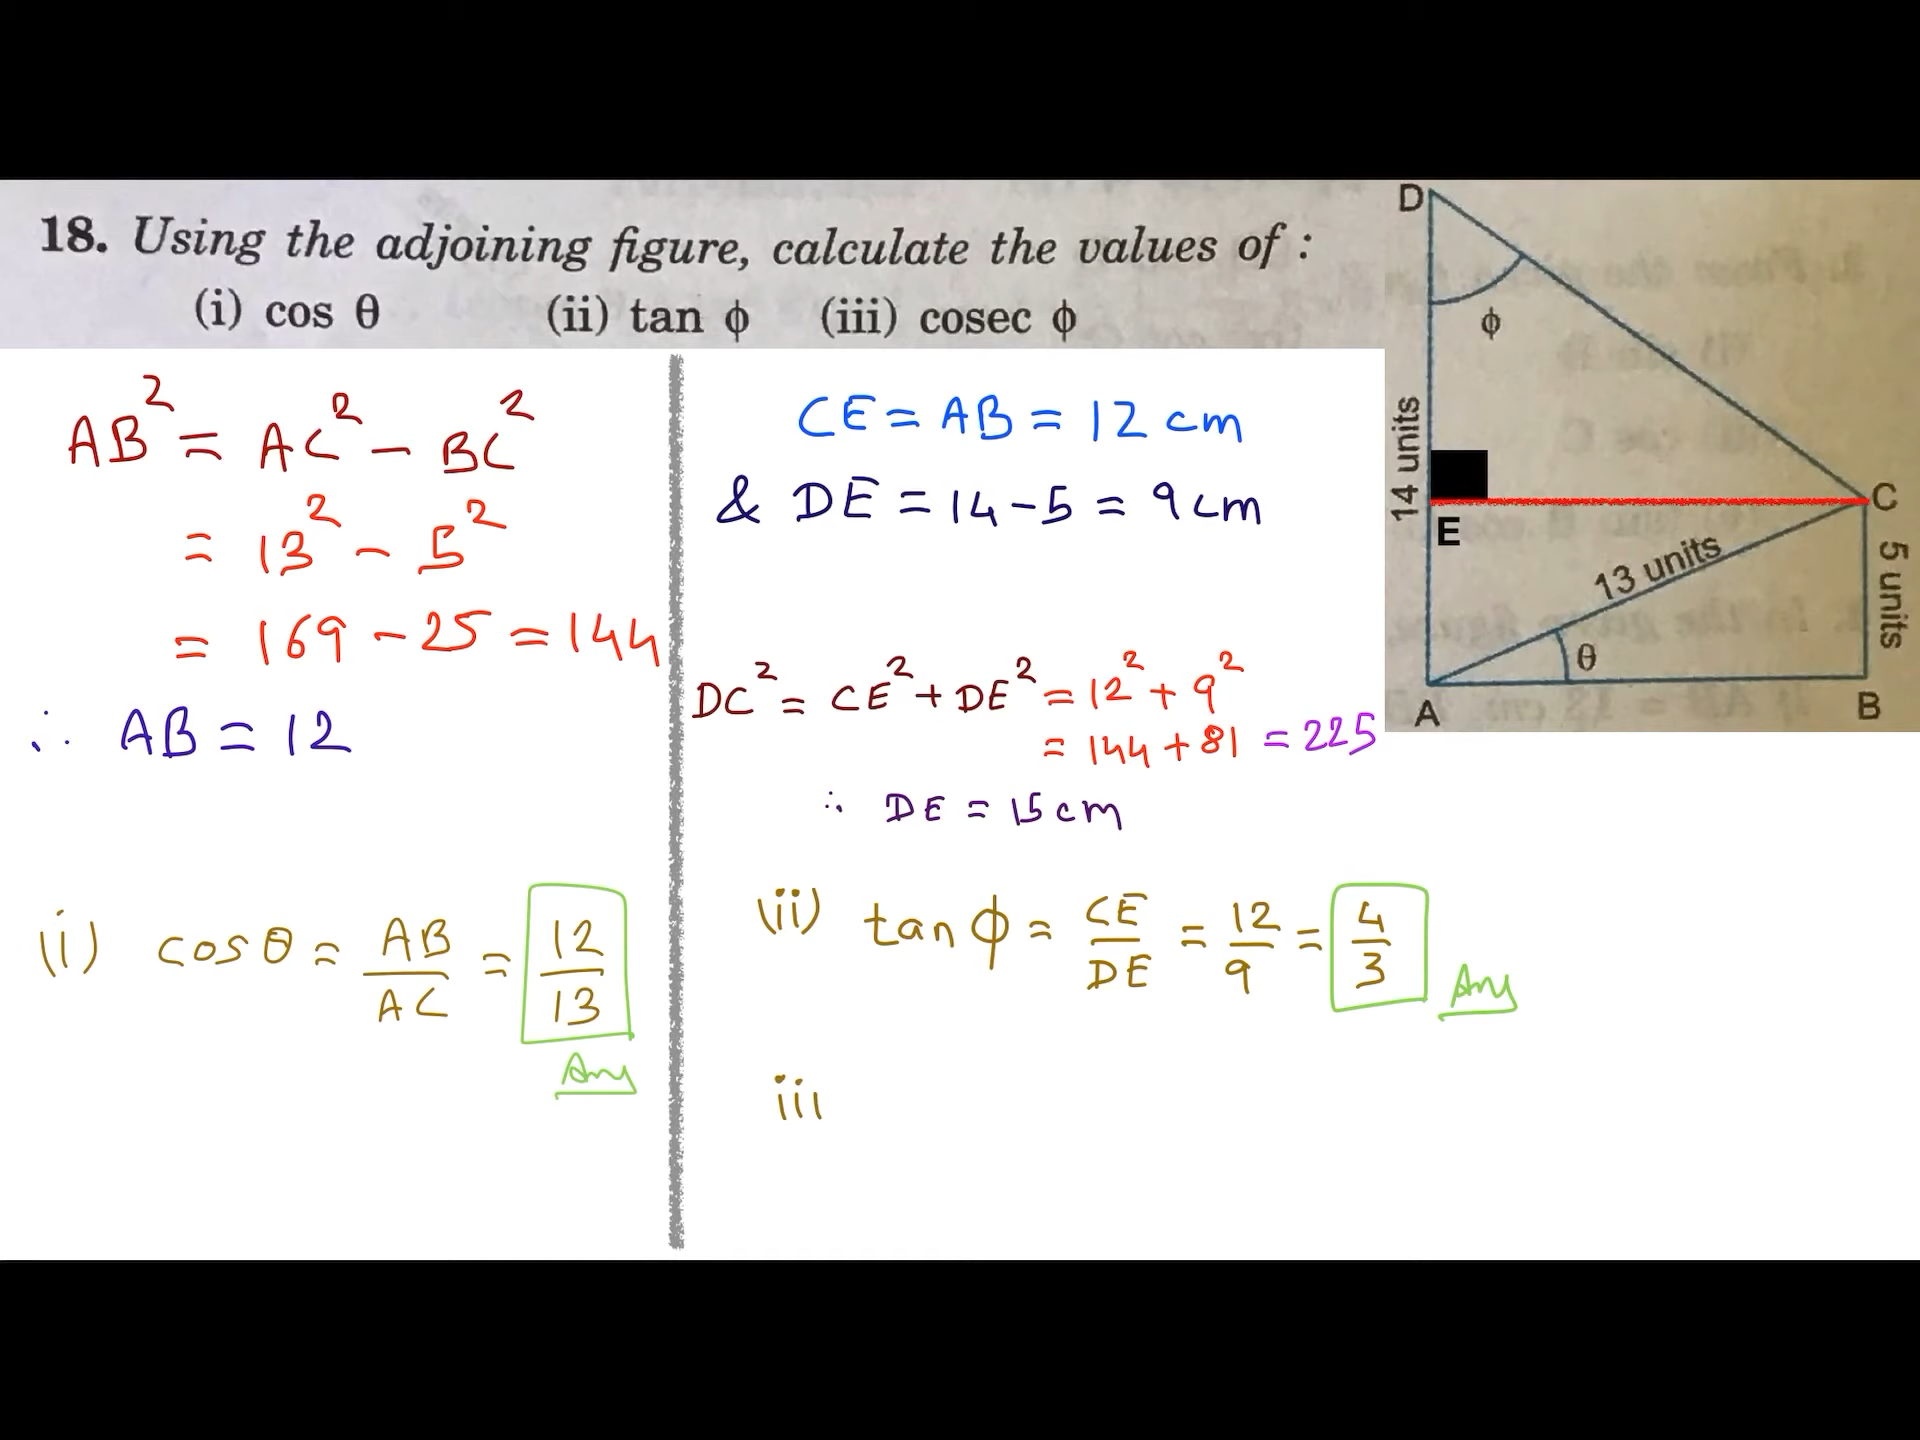 18. Using the adjoining figure, calculate the values of :
(i) cos θ (ii) tan ϕ (iii) cosec ϕ
AB² = AC² - BC²
= 13² - 5²
= 169 - 25 = 144
∴ AB = 12
(i) cos θ = AB/AC = 12/13
Ans
CE = AB = 12 cm
& DE = 14 - 5 = 9 cm
DC² = CE² + DE² = 12² + 9²
= 144 + 81 = 225
∴ DE = 15 cm
(ii) tan ϕ = CE/DE = 12/9 = 4/3
Ans
iii
D
ϕ
14 units
E
C
13 units
5 units
θ
A
B